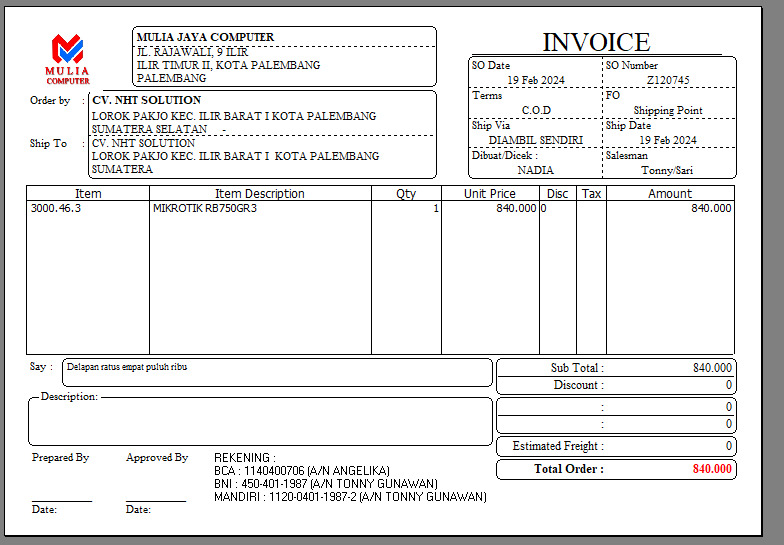 MULIA
COMPUTER
MULIA JAYA COMPUTER
JL. RAJAWALI, 9 ILIR
ILIR TIMUR II, KOTA PALEMBANG
PALEMBANG
INVOICE
SO Date
19 Feb 2024
SO Number
Z120745
Terms
C.O.D
FO
Shipping Point
Ship Via
DIAMBIL SENDIRI
Ship Date
19 Feb 2024
Dibuat/Dicek :
NADIA
Salesman
Tonny/Sari
Order by : CV. NHT SOLUTION
LOROK PAKJO KEC. ILIR BARAT I KOTA PALEMBANG
SUMATERA SELATAN -
Ship To : CV. NHT SOLUTION
LOROK PAKJO KEC. ILIR BARAT I KOTA PALEMBANG
SUMATERA
Item Item Description Qty Unit Price Disc Tax Amount
3000.46.3 MIKROTIK RB750GR3 1 840.000 0 840.000
Say : Delapan ratus empat puluh ribu
Sub Total : 840.000
Discount : 0
: 0
: 0
Estimated Freight : 0
Total Order : 840.000
Description:
Prepared By
Date:
Approved By
Date:
REKENING :
BCA : 1140400706 (A/N ANGELIKA)
BNI : 450-401-1987 (A/N TONNY GUNAWAN)
MANDIRI : 1120-0401-1987-2 (A/N TONNY GUNAWAN)